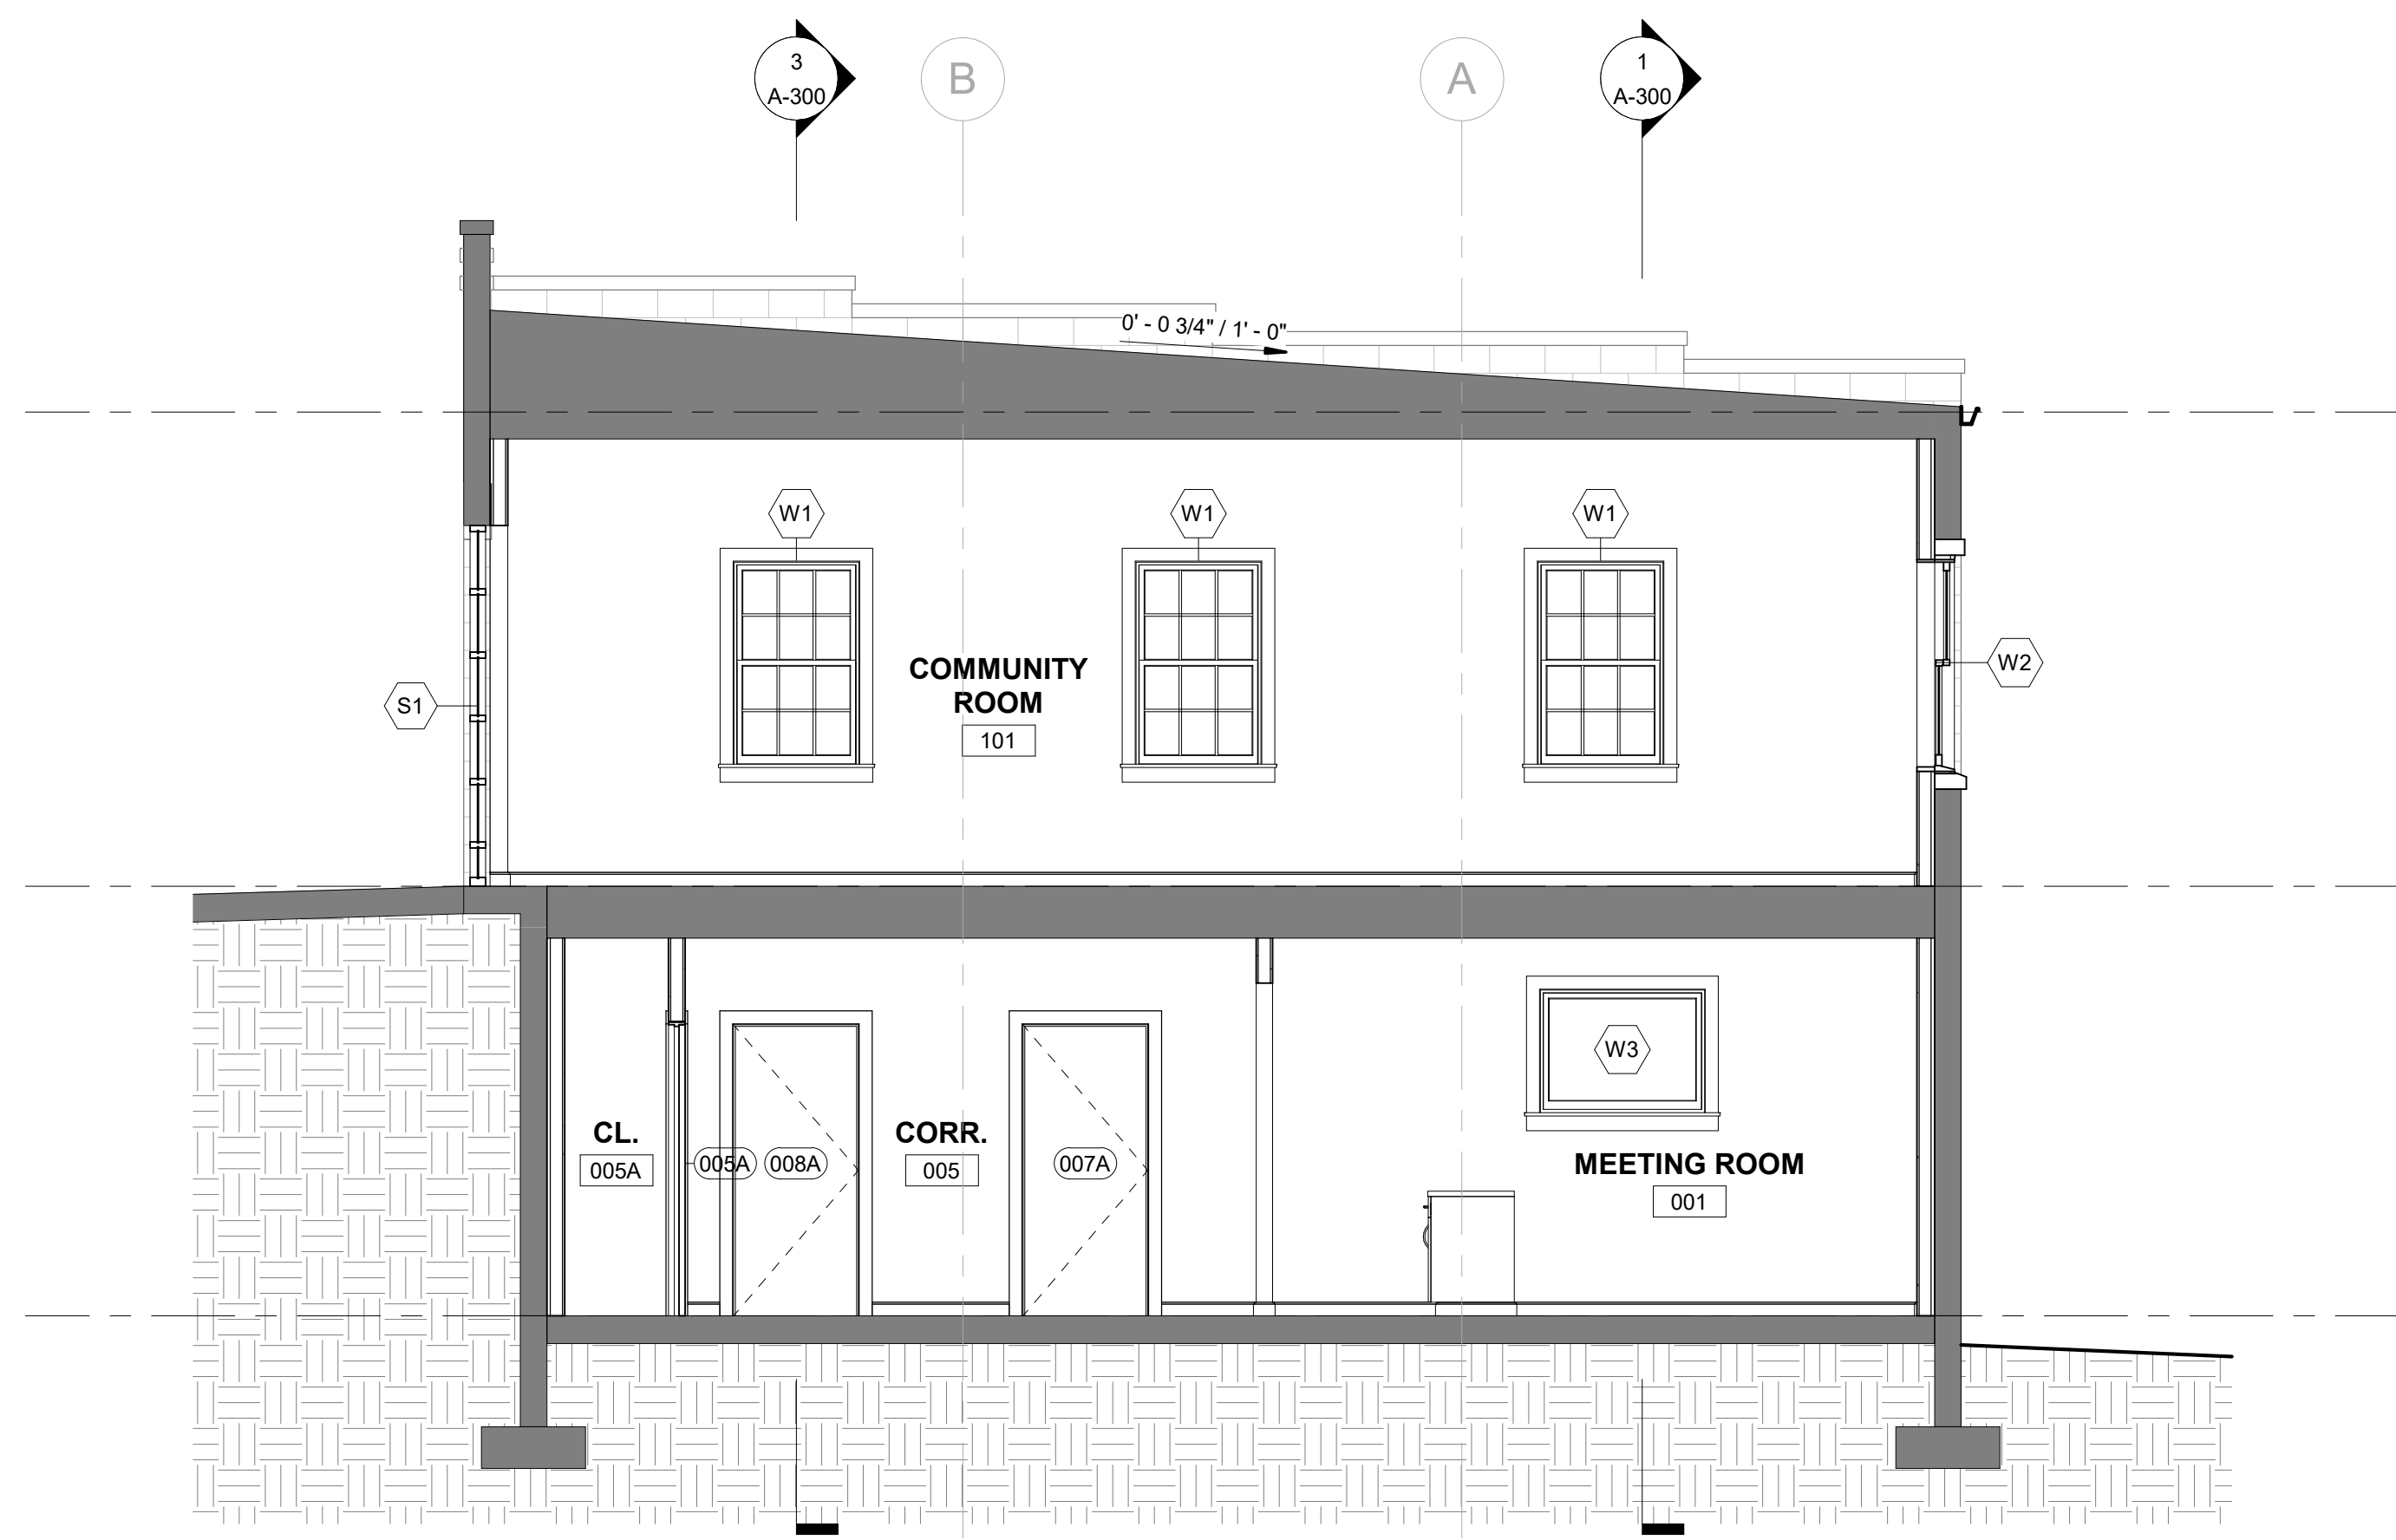 3
A-300
B
A
1
A-300
0' - 0 3/4" / 1' - 0"
W1
W1
W1
COMMUNITY
ROOM
101
S1
W2
W3
CL.
005A
005A
008A
CORR.
005
007A
MEETING ROOM
001